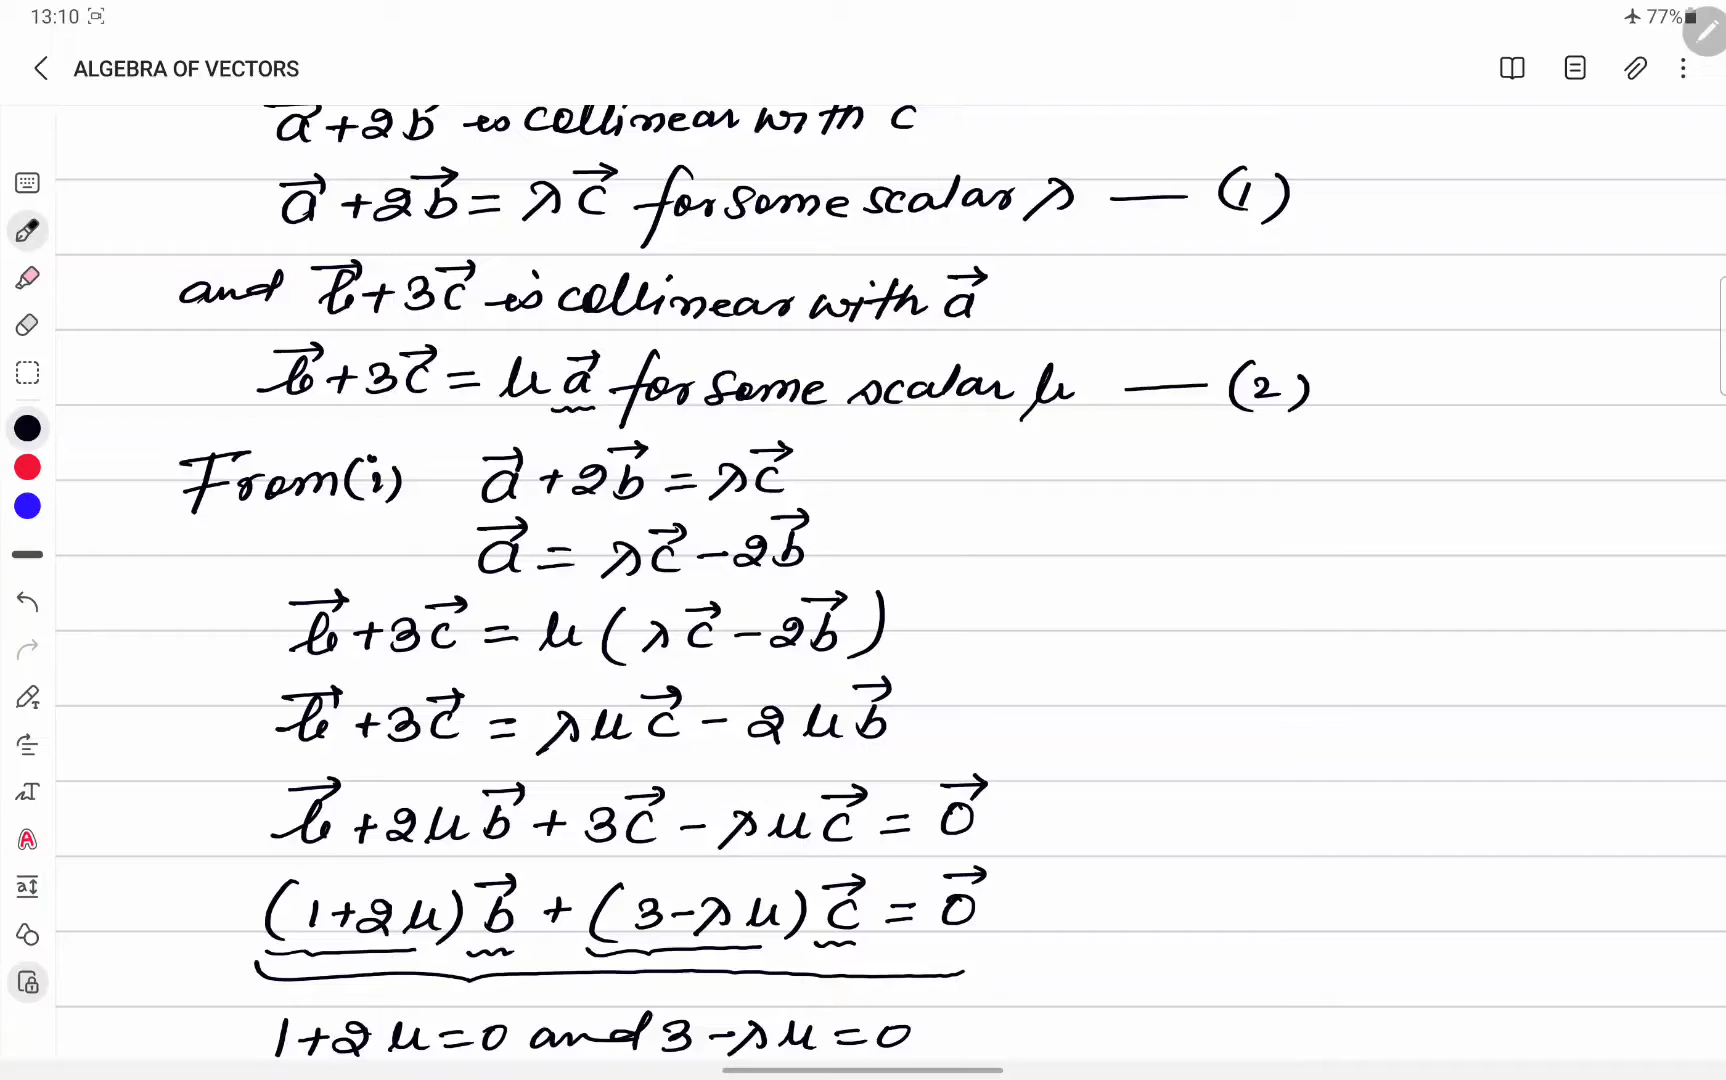 13:10 77%
ALGEBRA OF VECTORS
a⃗ + 2b⃗ is collinear with c
a⃗ + 2b⃗ = λc⃗ for some scalar λ — (1)
and b⃗ + 3c⃗ is collinear with a⃗
b⃗ + 3c⃗ = μa⃗ for some scalar μ — (2)
From (i) a⃗ + 2b⃗ = λc⃗
a⃗ = λc⃗ - 2b⃗
b⃗ + 3c⃗ = μ(λc⃗ - 2b⃗)
b⃗ + 3c⃗ = λμc⃗ - 2μb⃗
b⃗ + 2μb⃗ + 3c⃗ - λμc⃗ = 0⃗
(1+2μ)b⃗ + (3-λμ)c⃗ = 0⃗
1+2μ=0 and 3-λμ=0